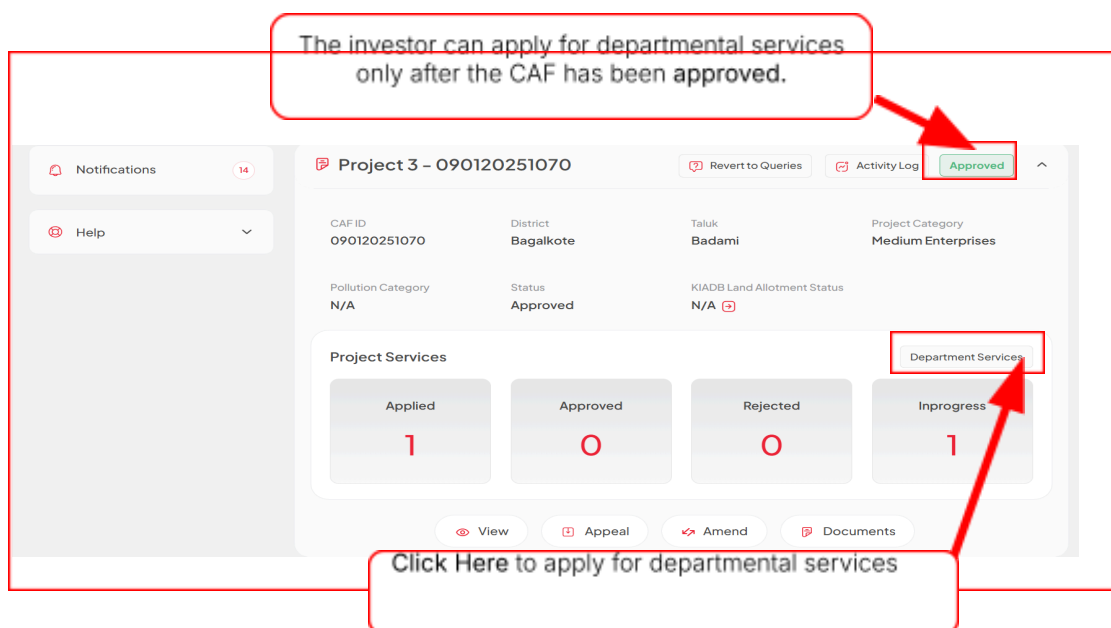 The investor can apply for departmental services
only after the CAF has been approved.
Notifications 14
Project 3 - 090120251070 Revert to Queries Activity Log Approved
Help
CAF ID District Taluk Project Category
090120251070 Bagalkote Badami Medium Enterprises
Pollution Category Status KIADB Land Allotment Status
N/A Approved N/A
Project Services Department Services
Applied Approved Rejected Inprogress
1 0 0 1
View Appeal Amend Documents
Click Here to apply for departmental services